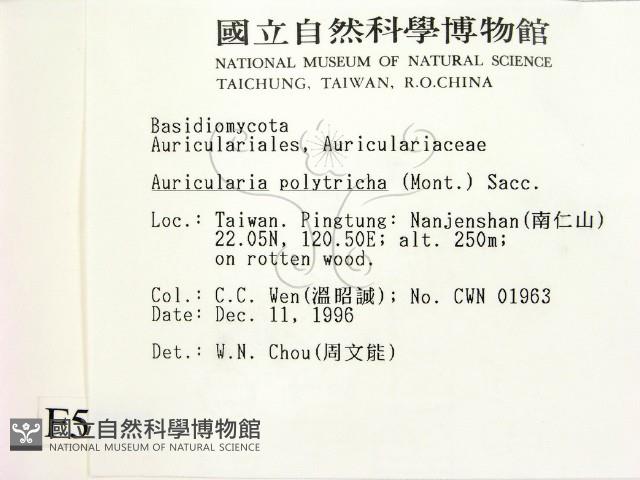 國立自然科學博物館
NATIONAL MUSEUM OF NATURAL SCIENCE
TAICHUNG, TAIWAN, R.O.CHINA
Basidiomycota
Auriculariales, Auriculariaceae
Auricularia polytricha (Mont.) Sacc.
Loc.: Taiwan. Pingtung: Nanjenshan(南仁山)
22.05N, 120.50E; alt. 250m;
on rotten wood.
Col.: C.C. Wen(溫昭誠); No. CWN 01963
Date: Dec. 11, 1996
Det.: W.N. Chou(周文能)
F5
國立自然科學博物館
NATIONAL MUSEUM OF NATURAL SCIENCE